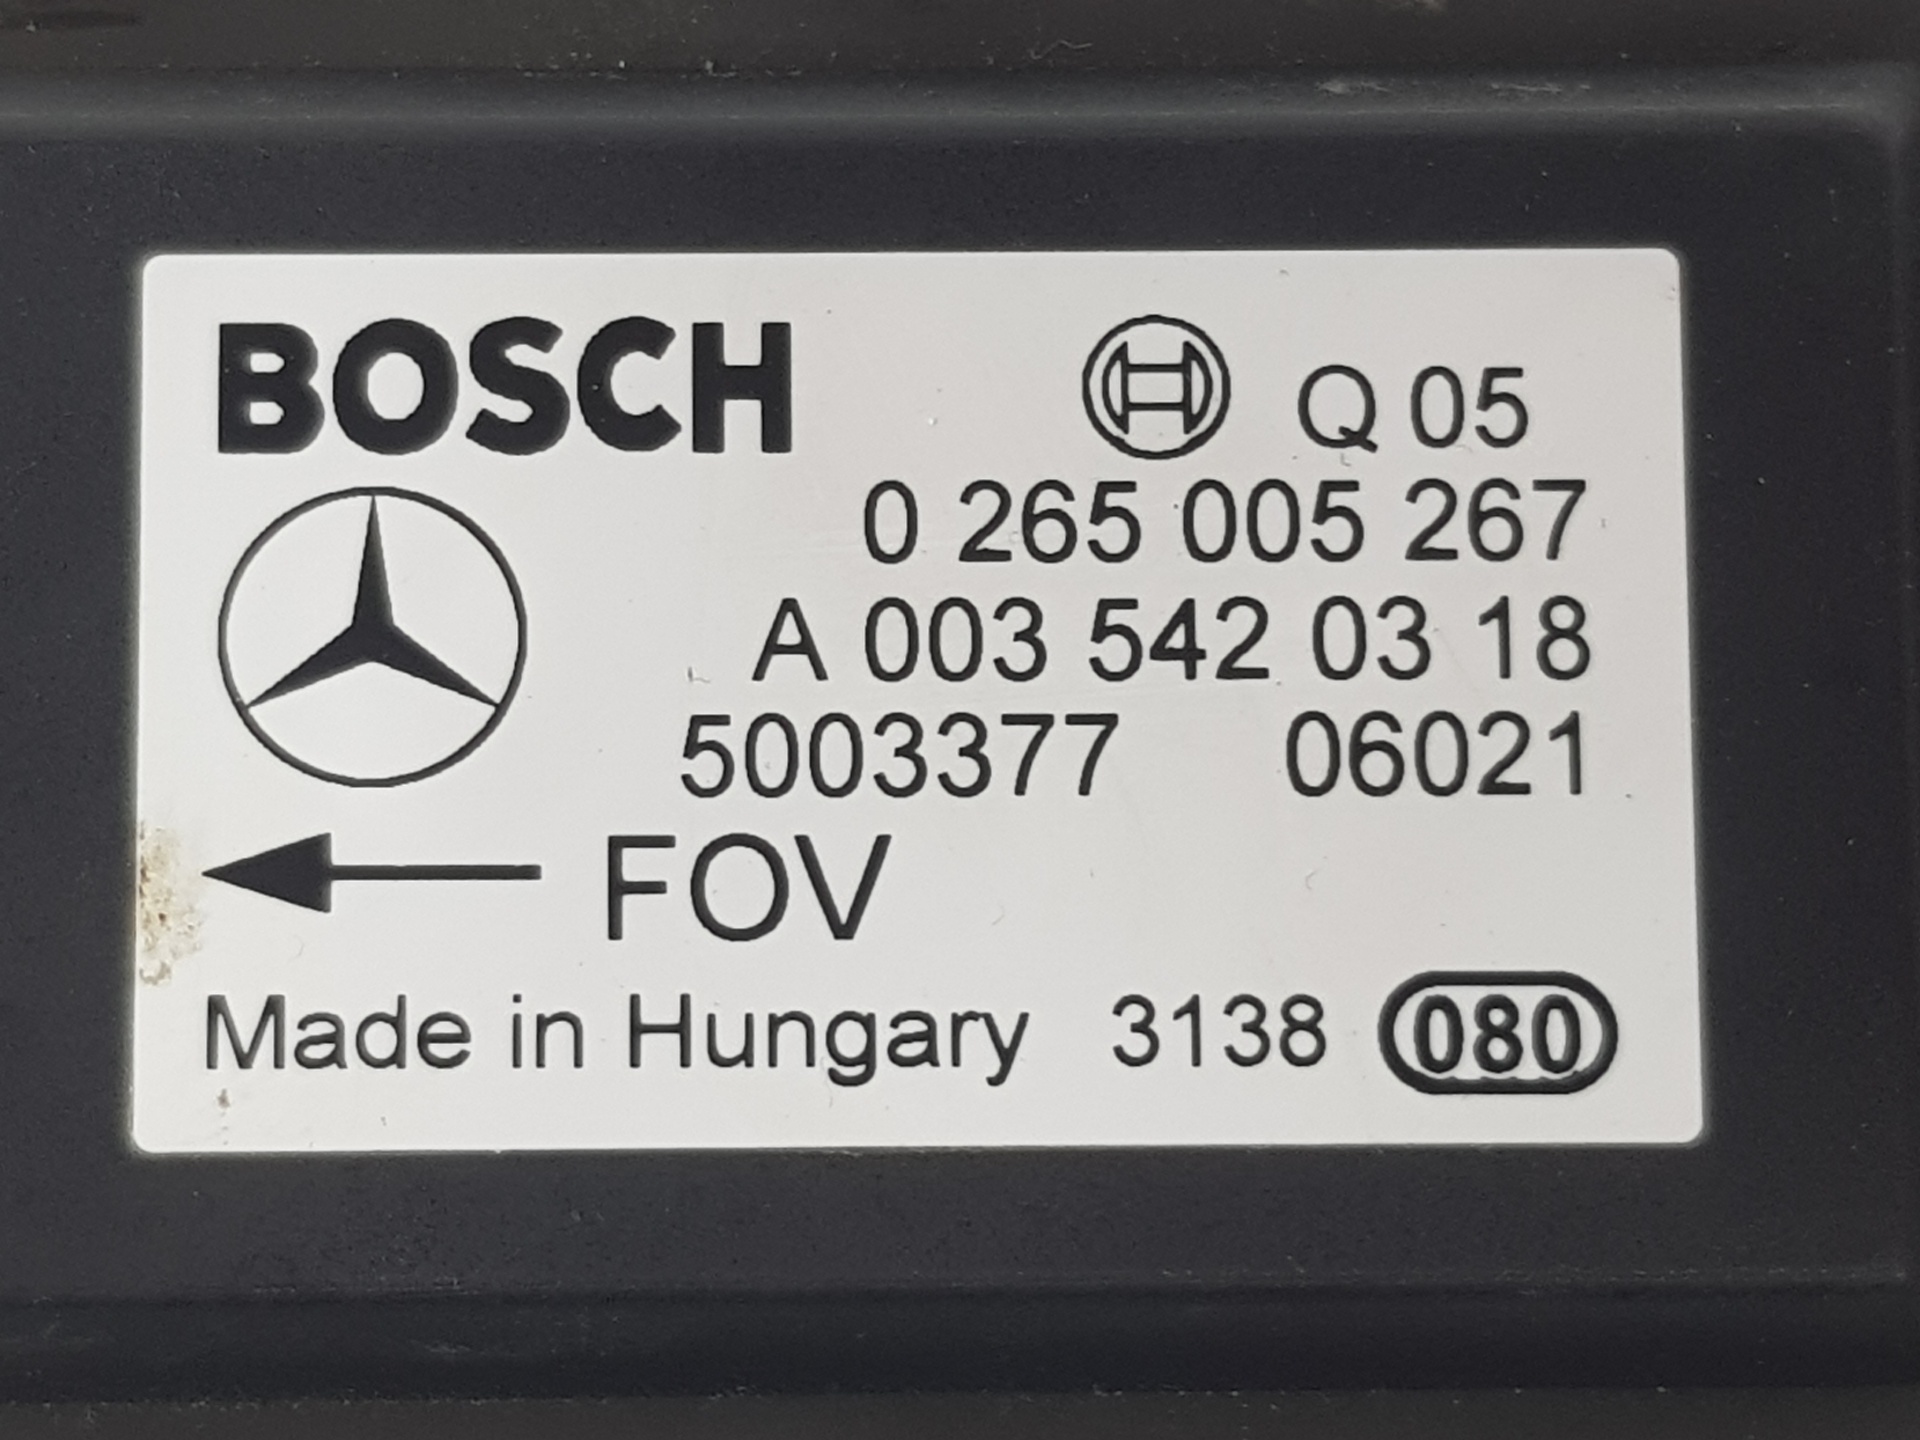 BOSCH Q 05
0 265 005 267
A 003 542 03 18
5003377 06021
FOV
Made in Hungary 3138 080